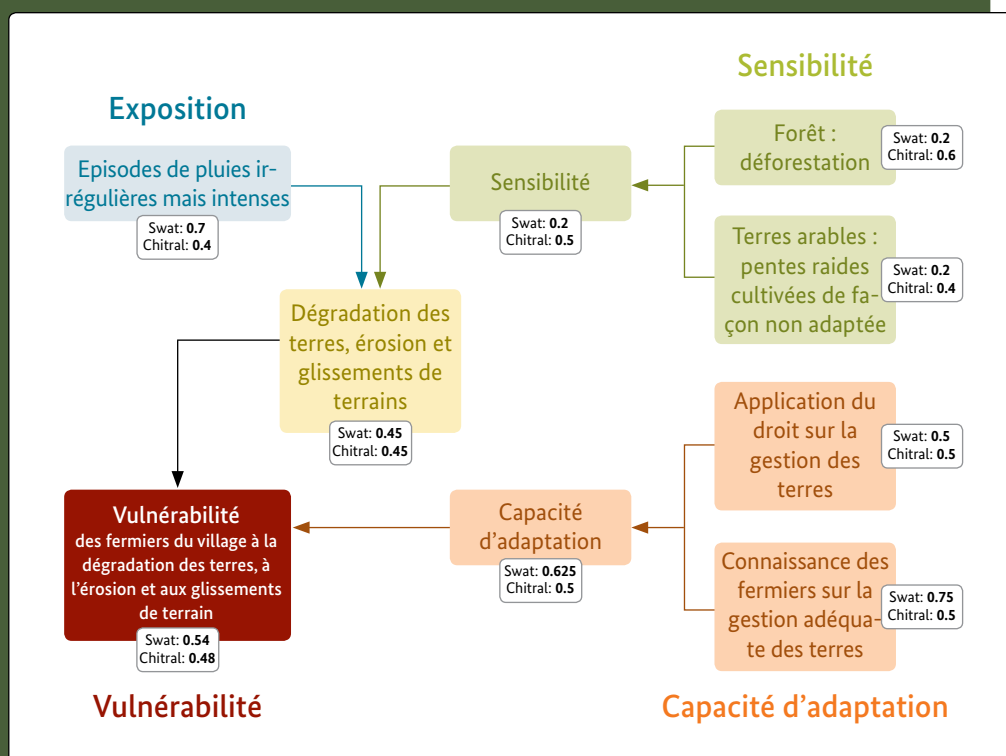 Sensibilité
Exposition
Episodes de pluies ir-
régulières mais intenses
Swat: 0.7
Chitral: 0.4
Sensibilité
Swat: 0.2
Chitral: 0.5
Forêt :
déforestation
Swat: 0.2
Chitral: 0.6
Terres arables :
pentes raides
cultivées de fa-
çon non adaptée
Swat: 0.2
Chitral: 0.4
Dégradation des
terres, érosion et
glissements de
terrains
Swat: 0.45
Chitral: 0.45
Application du
droit sur la
gestion des
terres
Swat: 0.5
Chitral: 0.5
Vulnérabilité
des fermiers du village à la
dégradation des terres, à
l’érosion et aux glissements
de terrain
Swat: 0.54
Chitral: 0.48
Capacité
d’adaptation
Swat: 0.625
Chitral: 0.5
Connaissance des
fermiers sur la
gestion adéqua-
te des terres
Swat: 0.75
Chitral: 0.5
Vulnérabilité
Capacité d’adaptation